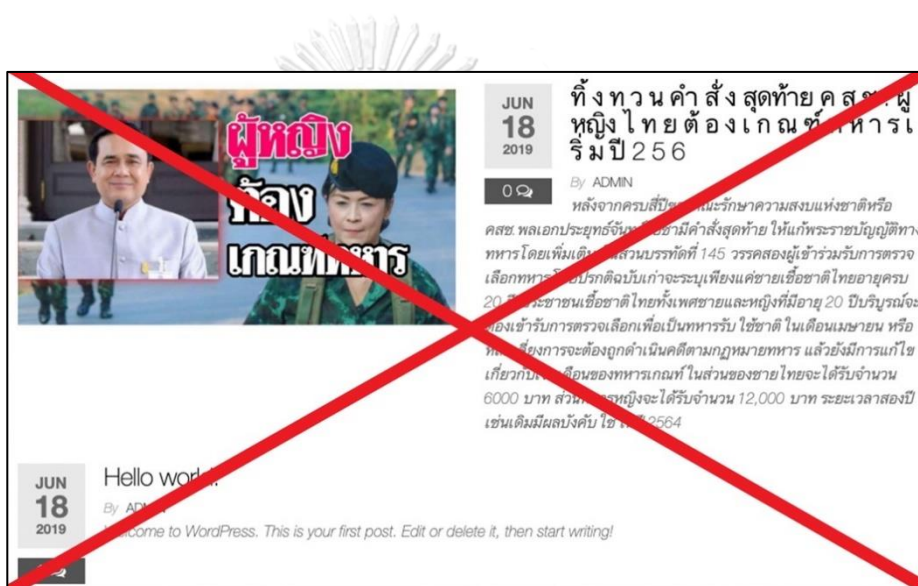 ผู้หญิง
ต้อง
เกณฑ์ทหาร
JUN
18
2019
0
ทิ้งทวนคำสั่งสุดท้าย คสช. ผู้
หญิงไทยต้องเกณฑ์ทหารเ
ริ่มปี256
By ADMIN
หลังจากครบสี่ปี รักษาความสงบแห่งชาติหรือ
คสช.พลเอกประยุทธ์ มีคำสั่งสุดท้าย ให้แก้พระราชบัญญัติทาง
ทหารโดยเพิ่มเติม ส่วนบรรทัดที่ 145 วรรคสองผู้เข้าร่วมรับการตรวจ
เลือกทหาร ปรกติฉบับเก่าจะระบุเพียงแค่ชายเชื้อชาติไทยอายุครบ
20 ปี ประชาชนเชื้อชาติไทยทั้งเพศชายและหญิงที่มีอายุ 20 ปีบริบูรณ์จะ
ต้องเข้ารับการตรวจเลือกเพื่อเป็นทหารรับ ใช้ชาติ ในเดือนเมษายน หรือ
การจะต้องถูกดำเนินคดีตามกฎหมายทหาร แล้วยังมีการแก้ไข
เกี่ยวกับ ของทหารเกณฑ์ ในส่วนของชายไทยจะได้รับจำนวน
6000 บาท หญิงจะได้รับจำนวน 12,000 บาท ระยะเวลาสองปี
เช่นเดิมมีผลบังคับ ใช้ 2564
JUN
18
2019
Hello world!
By ADMIN
Welcome to WordPress. This is your first post. Edit or delete it, then start writing!